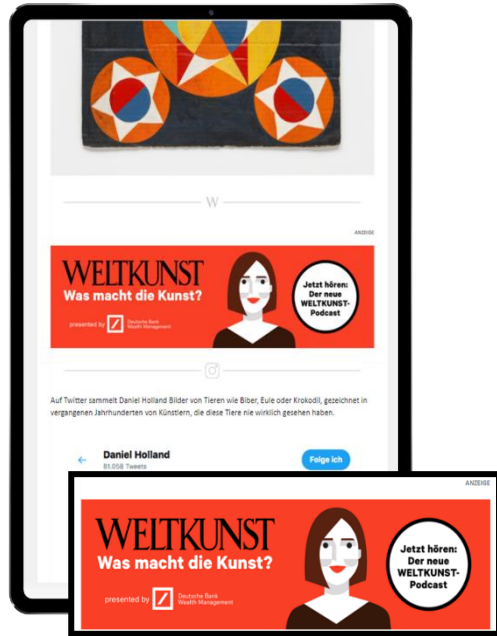 W
ANZEIGE
WELTKUNST
Was macht die Kunst?
presented by Deutsche Bank
Wealth Management
Jetzt hören:
Der neue
WELTKUNST-
Podcast
Auf Twitter sammelt Daniel Holland Bilder von Tieren wie Biber, Eule oder Krokodil, gezeichnet in
vergangenen Jahrhunderten von Künstlern, die diese Tiere nie wirklich gesehen haben.
Daniel Holland
81.058 Tweets
Folge ich
ANZEIGE
WELTKUNST
Was macht die Kunst?
presented by Deutsche Bank
Wealth Management
Jetzt hören:
Der neue
WELTKUNST-
Podcast